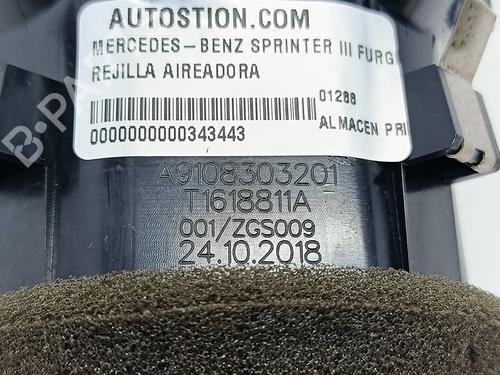 AUTOSTION.COM
MERCEDES-BENZ SPRINTER III FURG
REJILLA AIREADORA
01288
0000000000343443
ALMACEN PRI
A9108303201
T1618811A
001/ZGS009
24.10.2018
B-PARTS